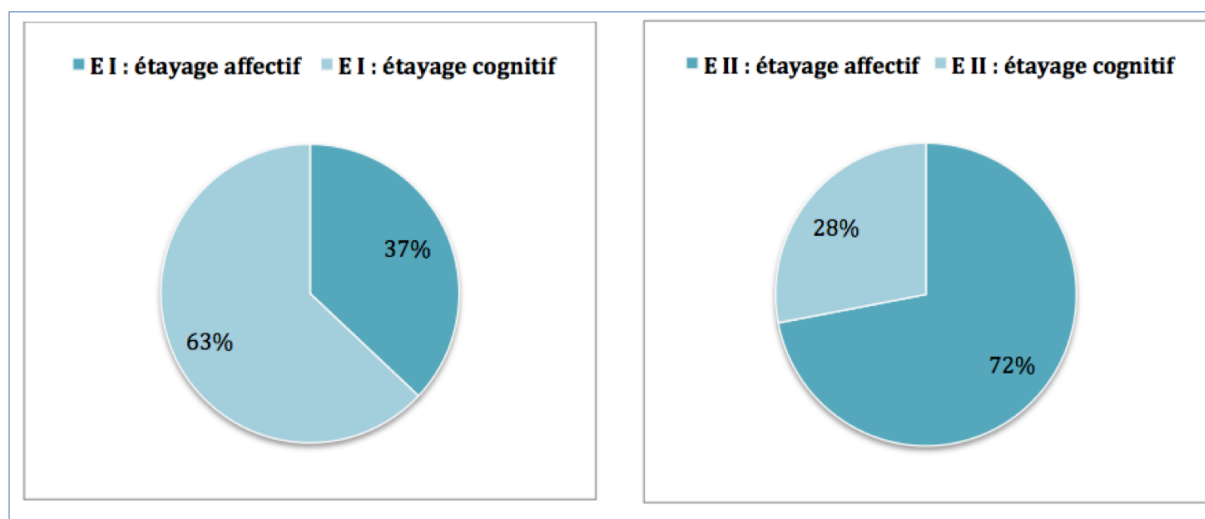 E I : étayage affectif E I : étayage cognitif
37%
63%
E II : étayage affectif E II : étayage cognitif
28%
72%